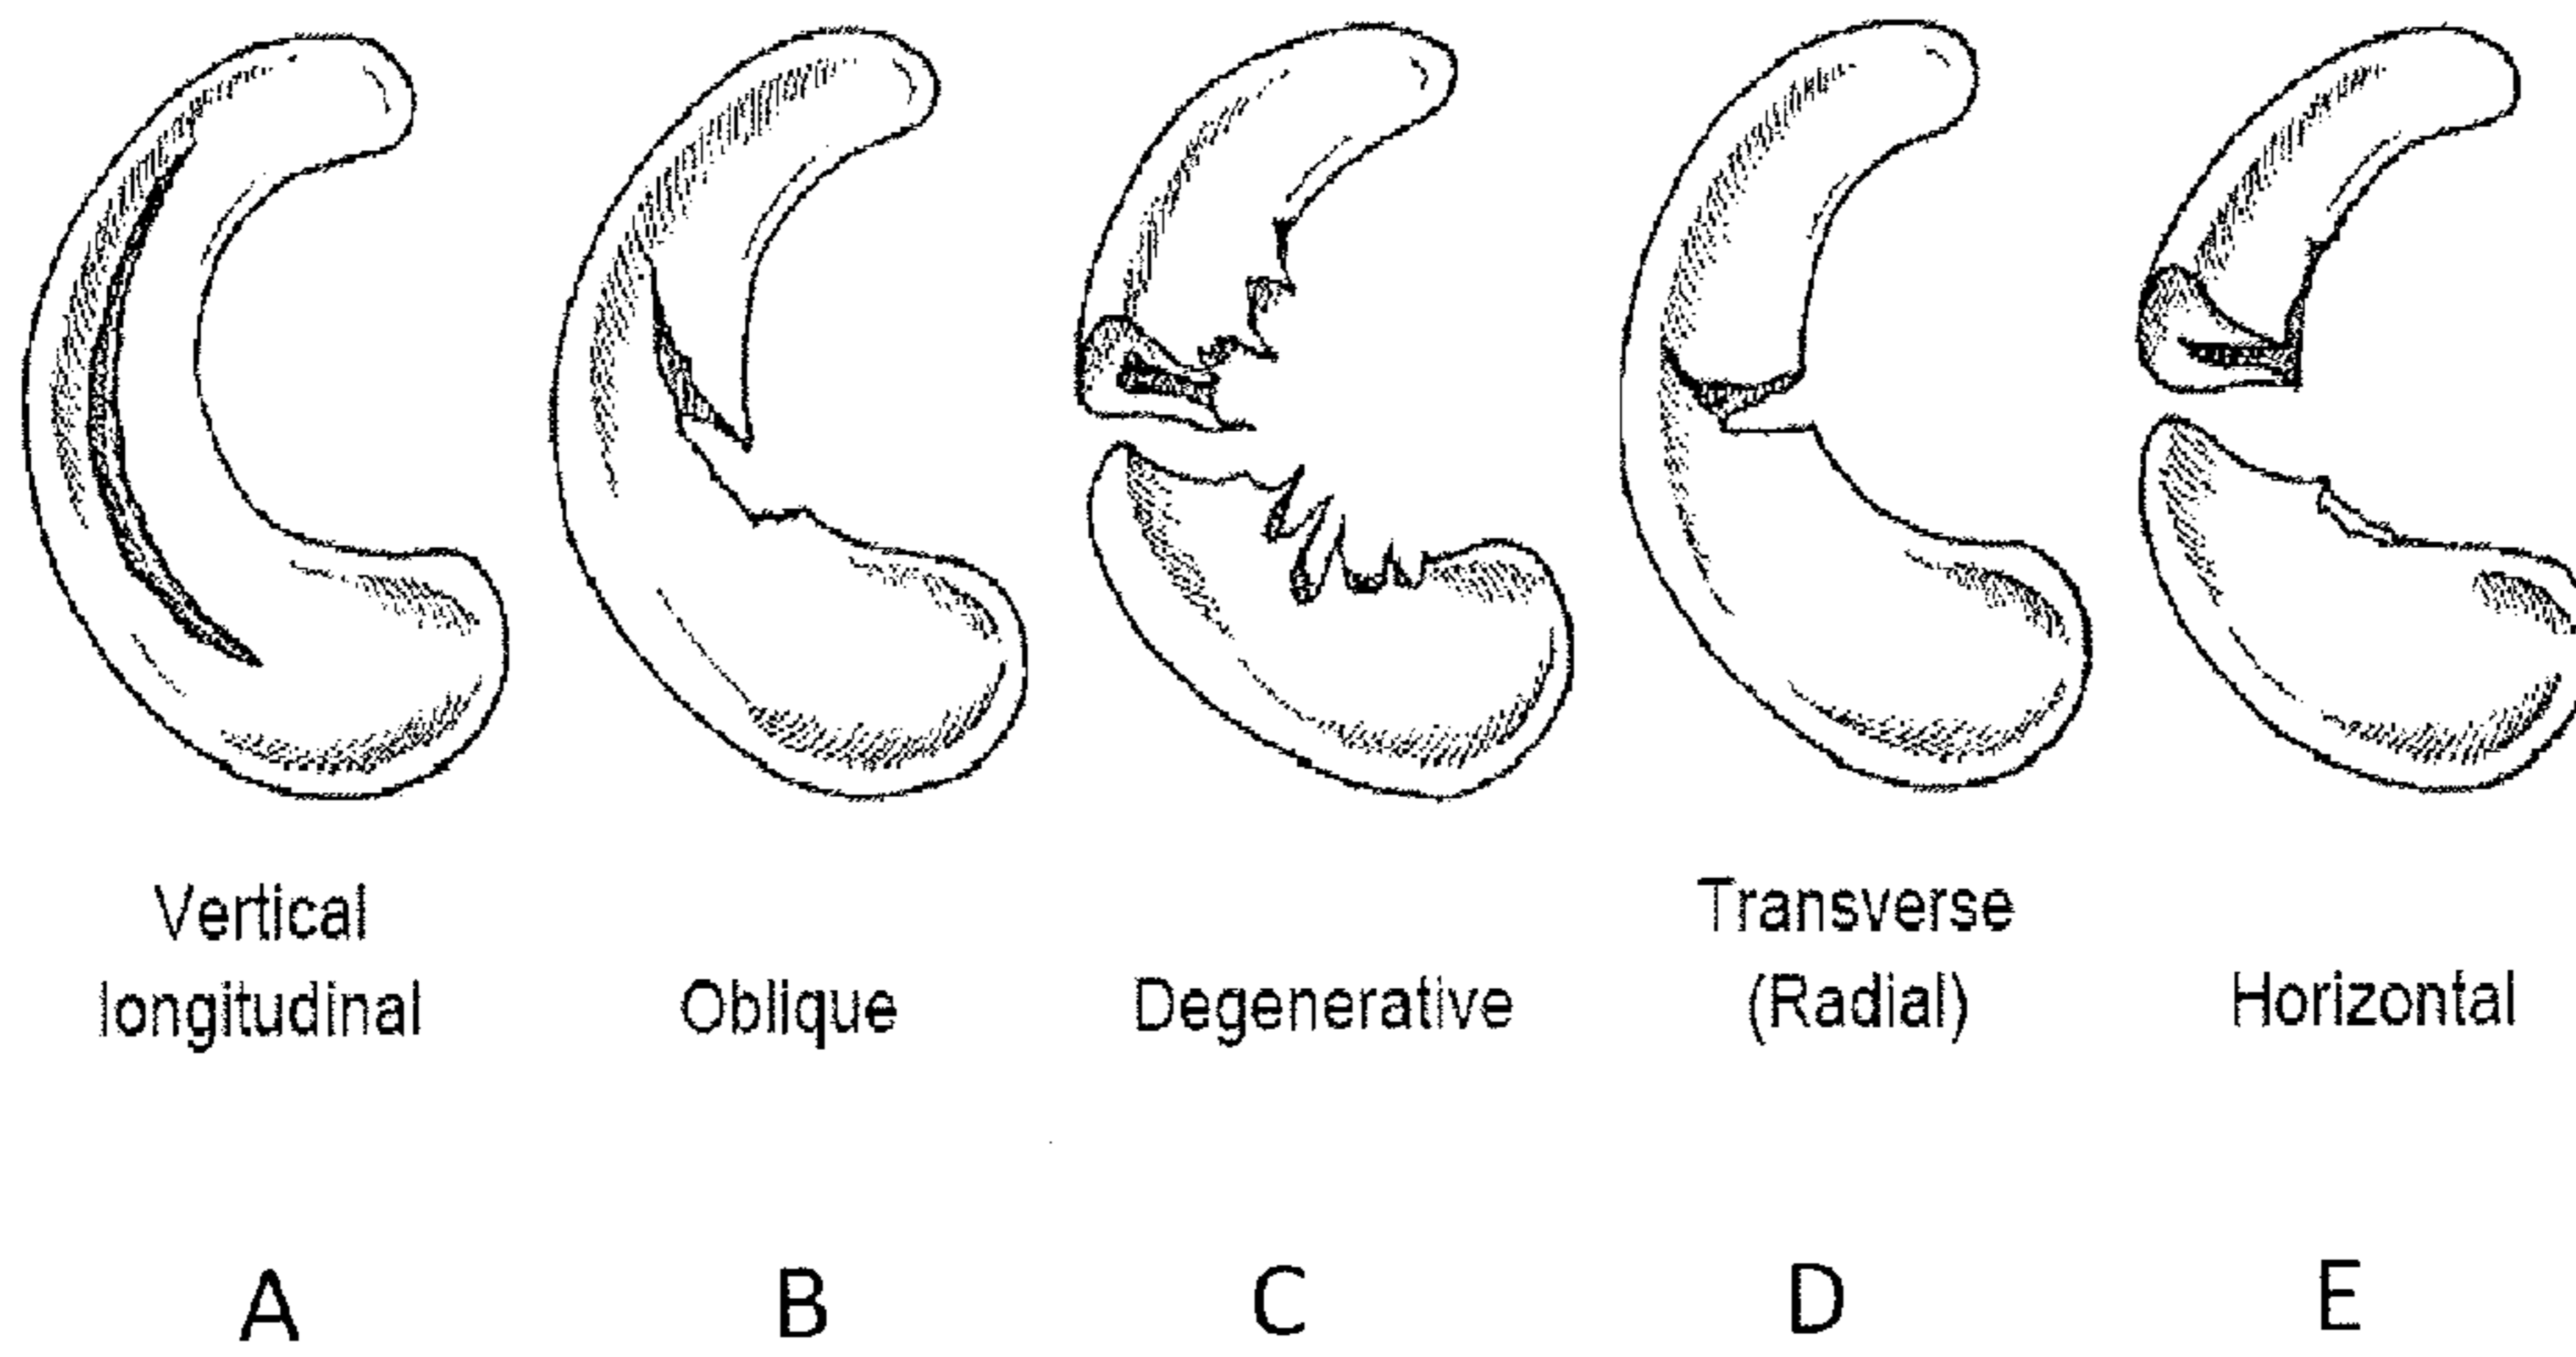 Vertical
longitudinal
Oblique
Degenerative
Transverse
(Radial)
Horizontal
A B C D E